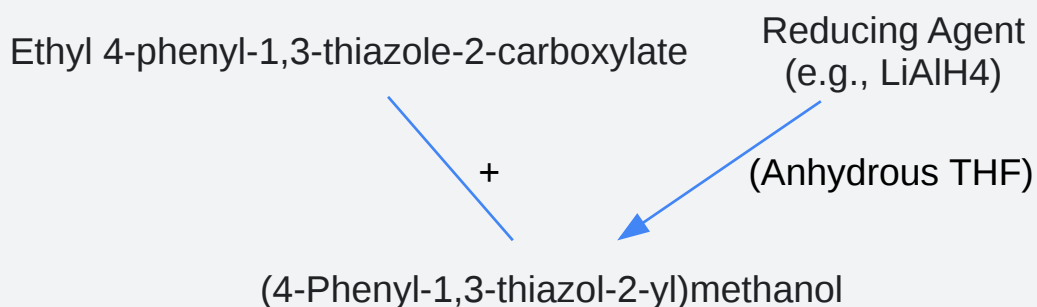 Ethyl 4-phenyl-1,3-thiazole-2-carboxylate
Reducing Agent
(e.g., LiAlH4)
+
(Anhydrous THF)
(4-Phenyl-1,3-thiazol-2-yl)methanol